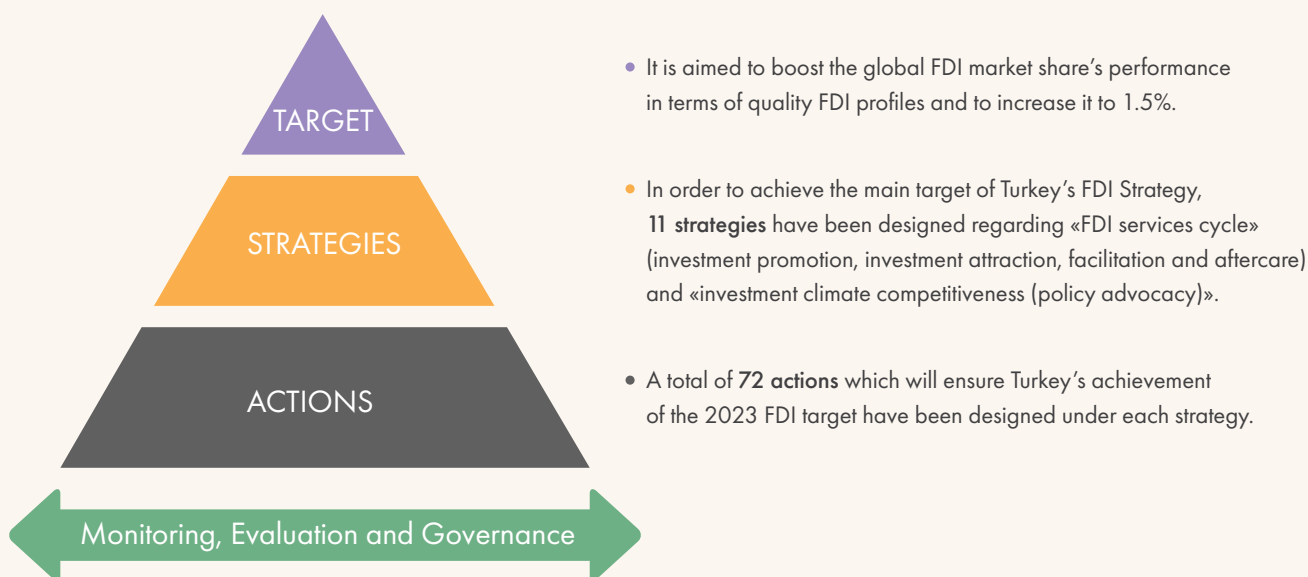 TARGET
• It is aimed to boost the global FDI market share’s performance
in terms of quality FDI profiles and to increase it to 1.5%.
STRATEGIES
• In order to achieve the main target of Turkey’s FDI Strategy,
11 strategies have been designed regarding «FDI services cycle»
(investment promotion, investment attraction, facilitation and aftercare)
and «investment climate competitiveness (policy advocacy)».
ACTIONS
• A total of 72 actions which will ensure Turkey’s achievement
of the 2023 FDI target have been designed under each strategy.
Monitoring, Evaluation and Governance